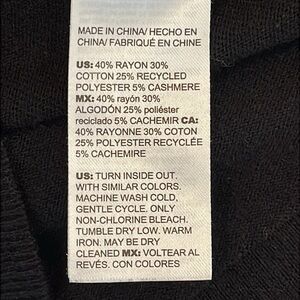 MADE IN CHINA/ HECHO EN
CHINA/ FABRIQUÉ EN CHINE
US: 40% RAYON 30%
COTTON 25% RECYCLED
POLYESTER 5% CASHMERE
MX: 40% rayón 30%
ALGODÓN 25% poliéster
reciclado 5% CACHEMIR CA:
40% RAYONNE 30% COTON
25% POLYESTER RECYCLÉE
5% CACHEMIRE
US: TURN INSIDE OUT.
WITH SIMILAR COLORS.
MACHINE WASH COLD,
GENTLE CYCLE. ONLY
NON-CHLORINE BLEACH.
TUMBLE DRY LOW. WARM
IRON. MAY BE DRY
CLEANED MX: VOLTEAR AL
REVÉS. CON COLORES